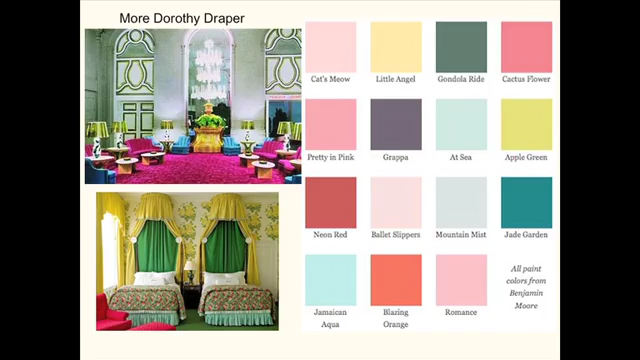 More Dorothy Draper
Cat's Meow
Little Angel
Gondola Ride
Cactus Flower
Pretty in Pink
Grappa
At Sea
Apple Green
Neon Red
Ballet Slippers
Mountain Mist
Jade Garden
Jamaican
Aqua
Blazing
Orange
Romance
All paint
colors from
Benjamin
Moore